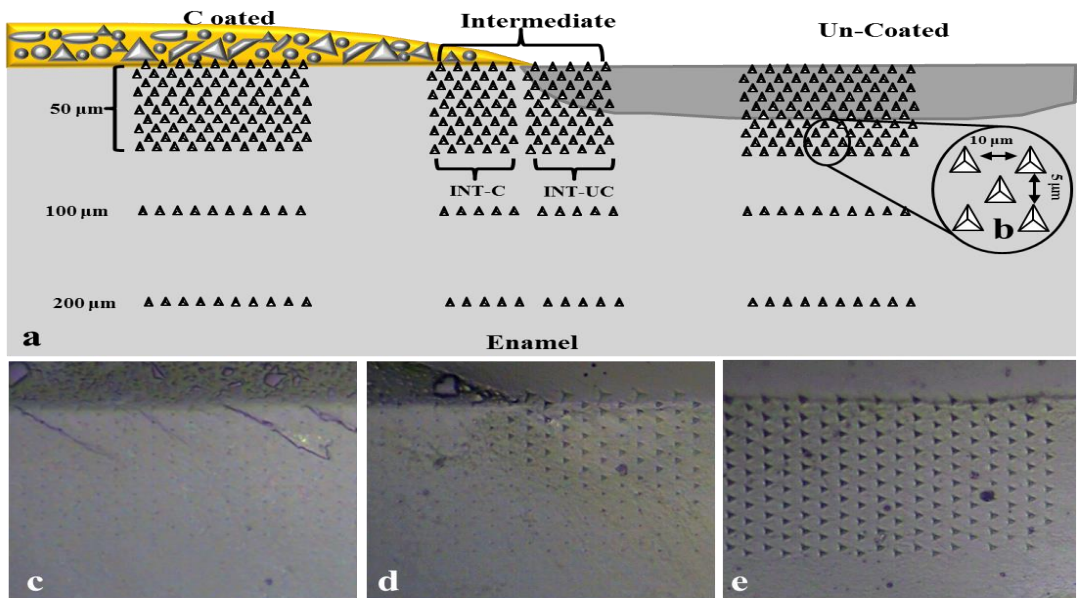 C oated
Intermediate
Un-Coated
50 µm
INT-C
INT-UC
10 µm
5 µm
b
100 µm
200 µm
a
Enamel
c
d
e